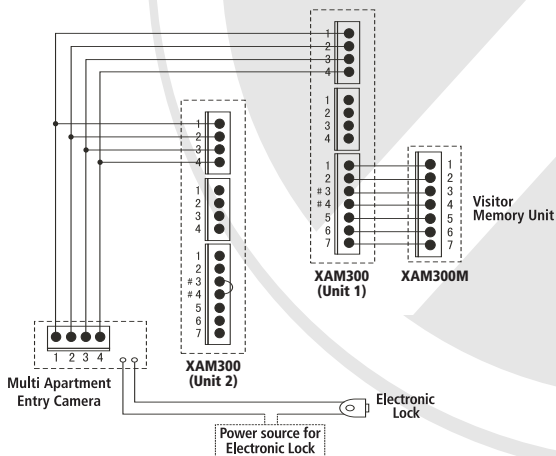 1
2
3
4
1
2
3
4
1
2
# 3
# 4
5
6
7
XAM300
(Unit 1)
1
2
3
4
5
6
7
XAM300M
Visitor
Memory Unit
1
2
3
4
1
2
3
4
1
2
# 3
# 4
5
6
7
XAM300
(Unit 2)
1 2 3 4
Multi Apartment
Entry Camera
Electronic
Lock
Power source for
Electronic Lock